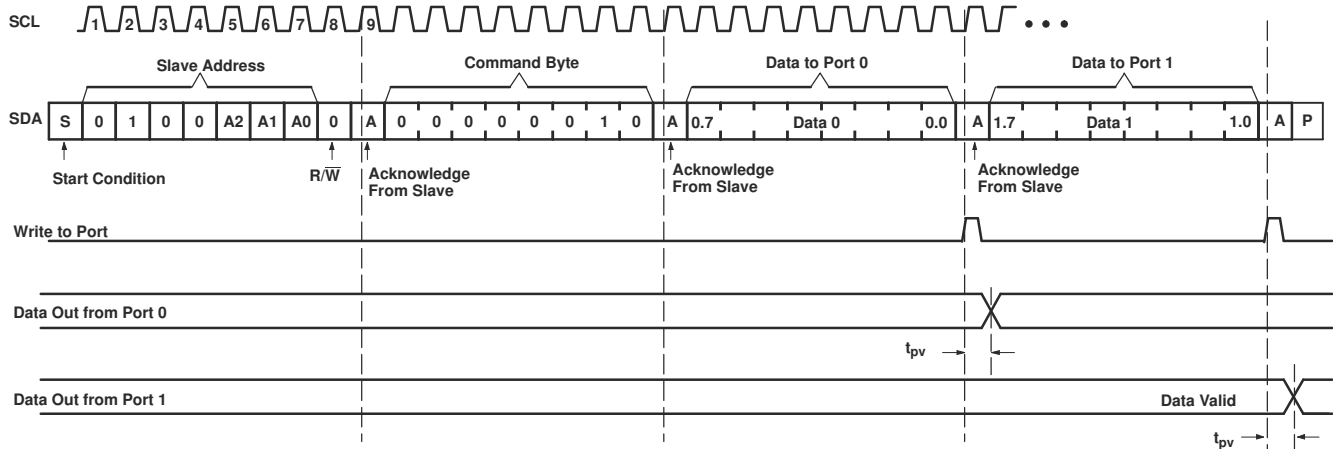 SCL 1 2 3 4 5 6 7 8 9 • • •
Slave Address Command Byte Data to Port 0 Data to Port 1
SDA S 0 1 0 0 A2 A1 A0 0 A 0 0 0 0 0 0 1 0 A 0.7 Data 0 0.0 A 1.7 Data 1 1.0 A P
Start Condition R/W̅ Acknowledge From Slave Acknowledge From Slave Acknowledge From Slave
Write to Port
Data Out from Port 0
tpv
Data Out from Port 1 Data Valid
tpv